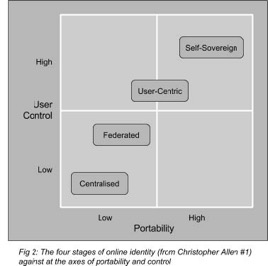 Self-Sovereign
High
User-Centric
User
Control
Federated
Low
Centralised
Low High
Portability
Fig 2: The four stages of online identity (from Christopher Allen #1)
against at the axes of portability and control